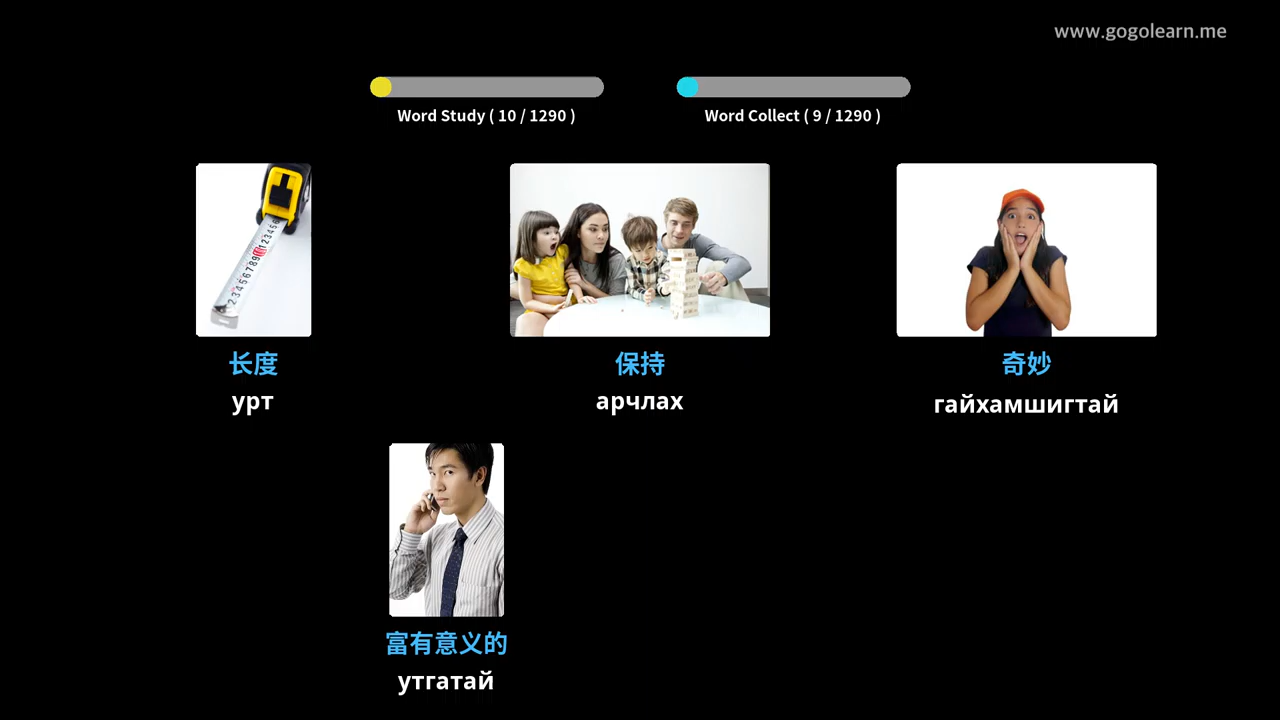 www.gogolearn.me
Word Study ( 10 / 1290 )
Word Collect ( 9 / 1290 )
长度
урт
保持
арчлах
奇妙
гайхамшигтай
富有意义的
утгатай